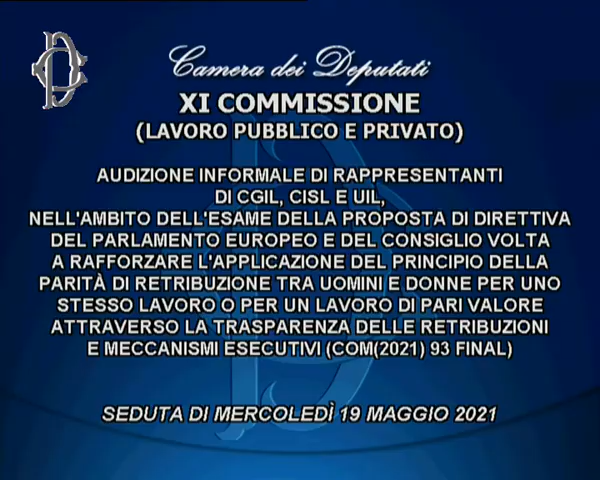 Camera dei Deputati
XI COMMISSIONE
(LAVORO PUBBLICO E PRIVATO)
AUDIZIONE INFORMALE DI RAPPRESENTANTI
DI CGIL, CISL E UIL,
NELL'AMBITO DELL'ESAME DELLA PROPOSTA DI DIRETTIVA
DEL PARLAMENTO EUROPEO E DEL CONSIGLIO VOLTA
A RAFFORZARE L'APPLICAZIONE DEL PRINCIPIO DELLA
PARITÀ DI RETRIBUZIONE TRA UOMINI E DONNE PER UNO
STESSO LAVORO O PER UN LAVORO DI PARI VALORE
ATTRAVERSO LA TRASPARENZA DELLE RETRIBUZIONI
E MECCANISMI ESECUTIVI (COM(2021) 93 FINAL)
SEDUTA DI MERCOLEDÌ 19 MAGGIO 2021